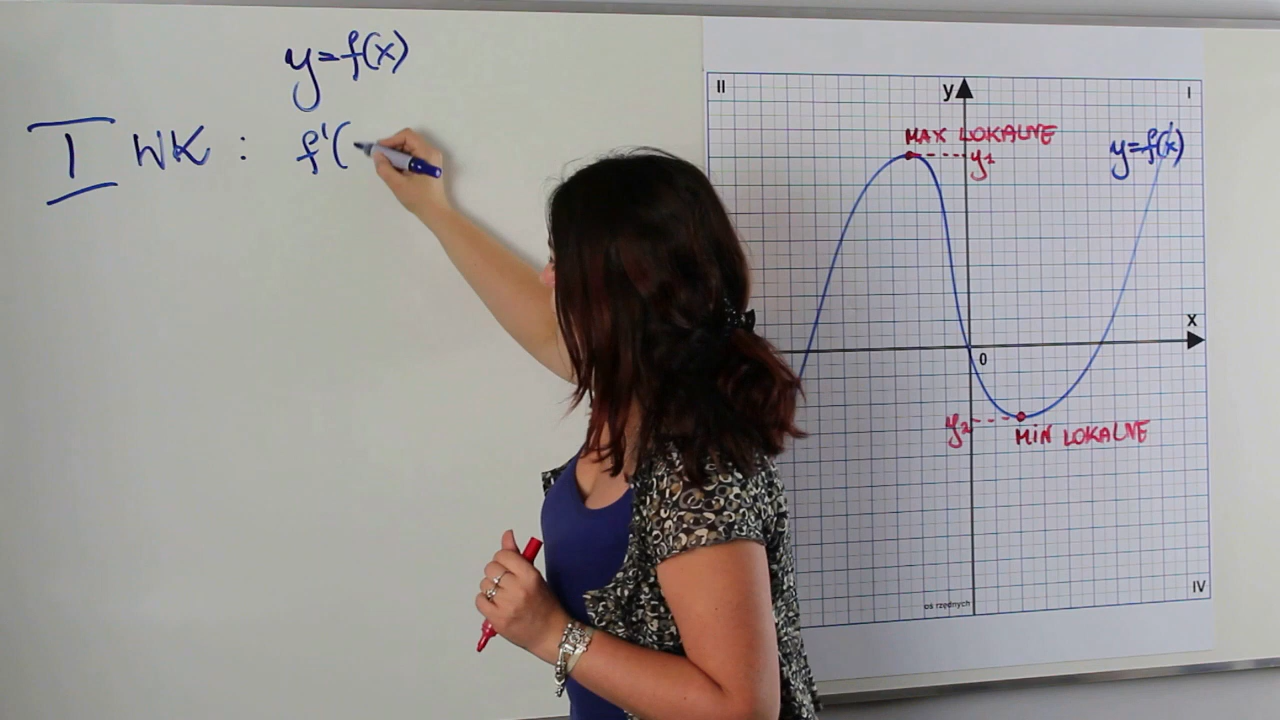 y=f(x)
I WK : f'(
II
y
I
MAX LOKALNE
y₁
y=f(x)
x
0
y₂
MIN LOKALNE
IV
oś rzędnych